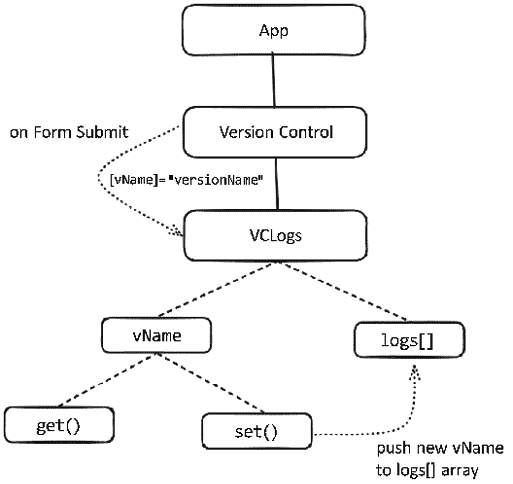 App
on Form Submit
Version Control
[vName]="versionName"
VCLogs
vName
logs[]
get()
set()
push new vName
to logs[] array